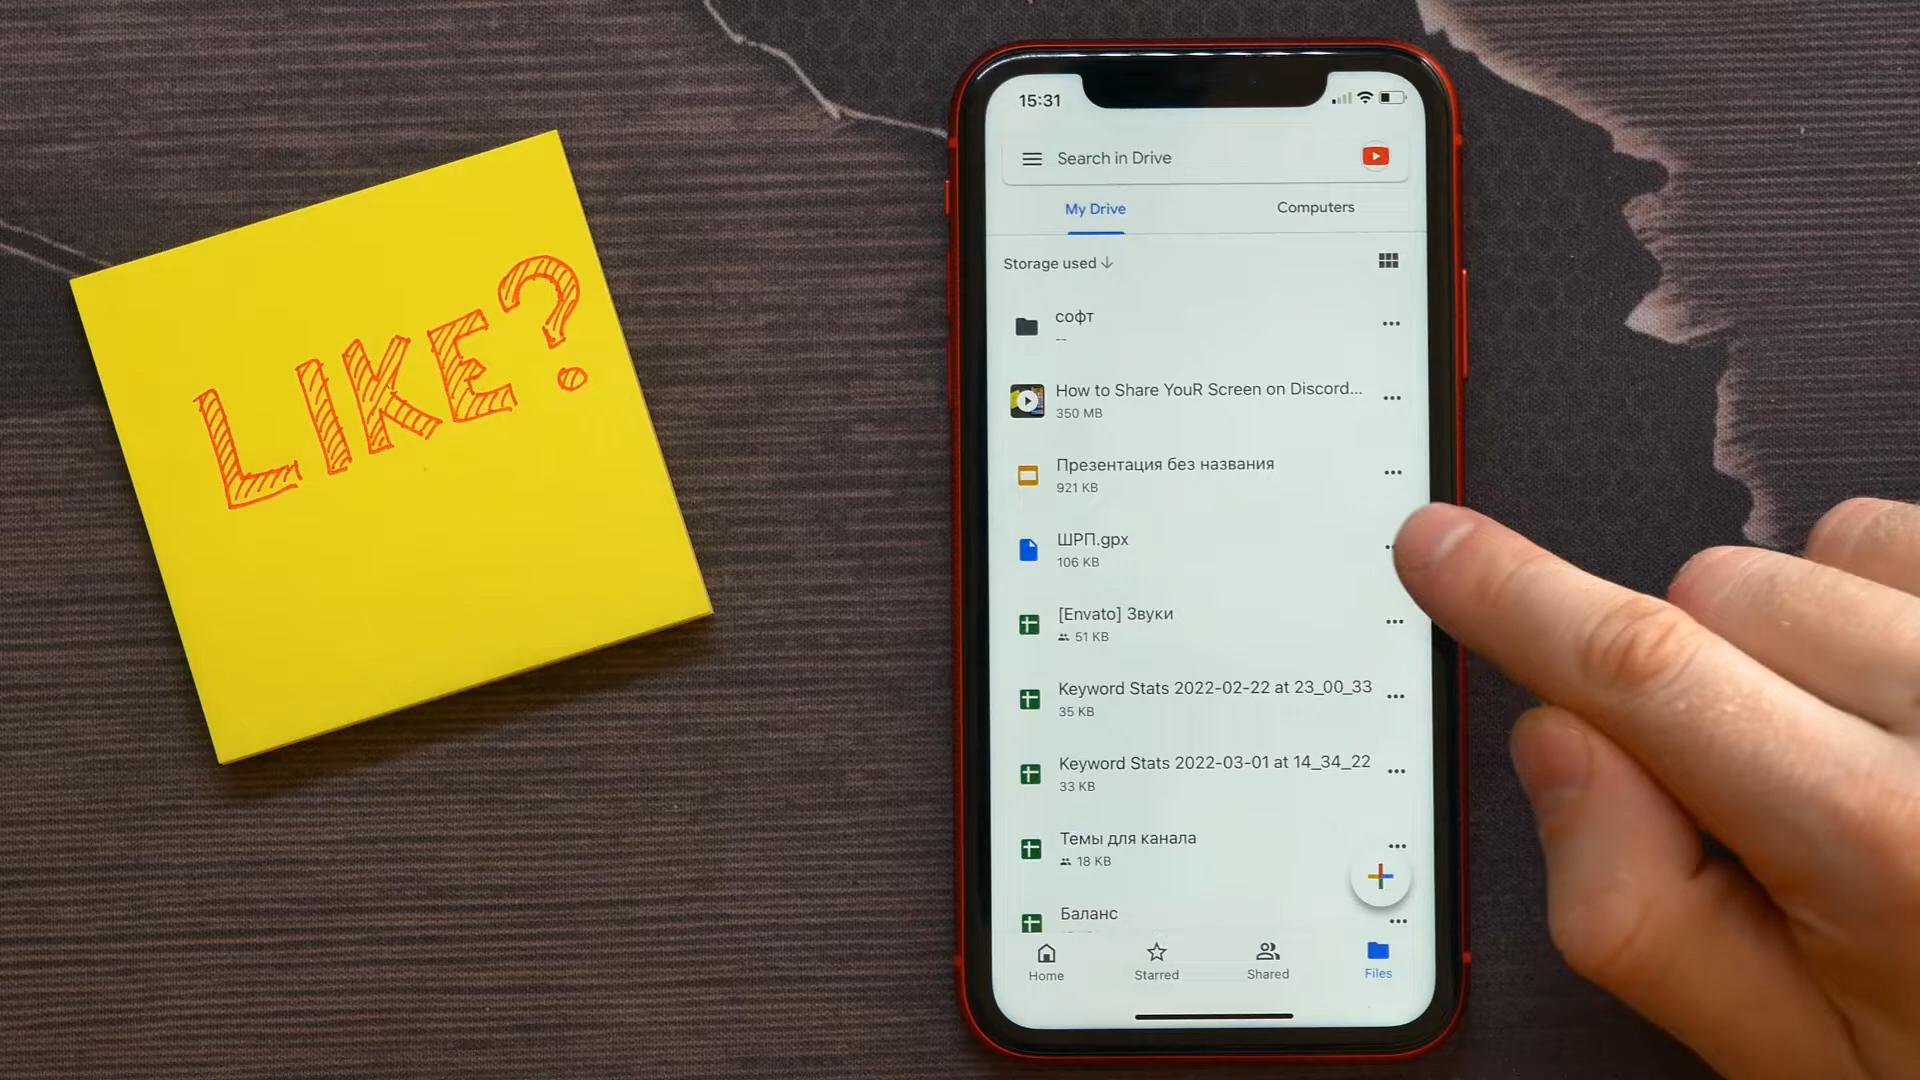 LIKE?
15:31
Search in Drive
My Drive
Computers
Storage used
софт
--
How to Share YouR Screen on Discord...
350 MB
Презентация без названия
921 KB
ШРП.gpx
106 KB
[Envato] Звуки
51 KB
Keyword Stats 2022-02-22 at 23_00_33
35 KB
Keyword Stats 2022-03-01 at 14_34_22
33 KB
Темы для канала
18 KB
Баланс
Home
Starred
Shared
Files